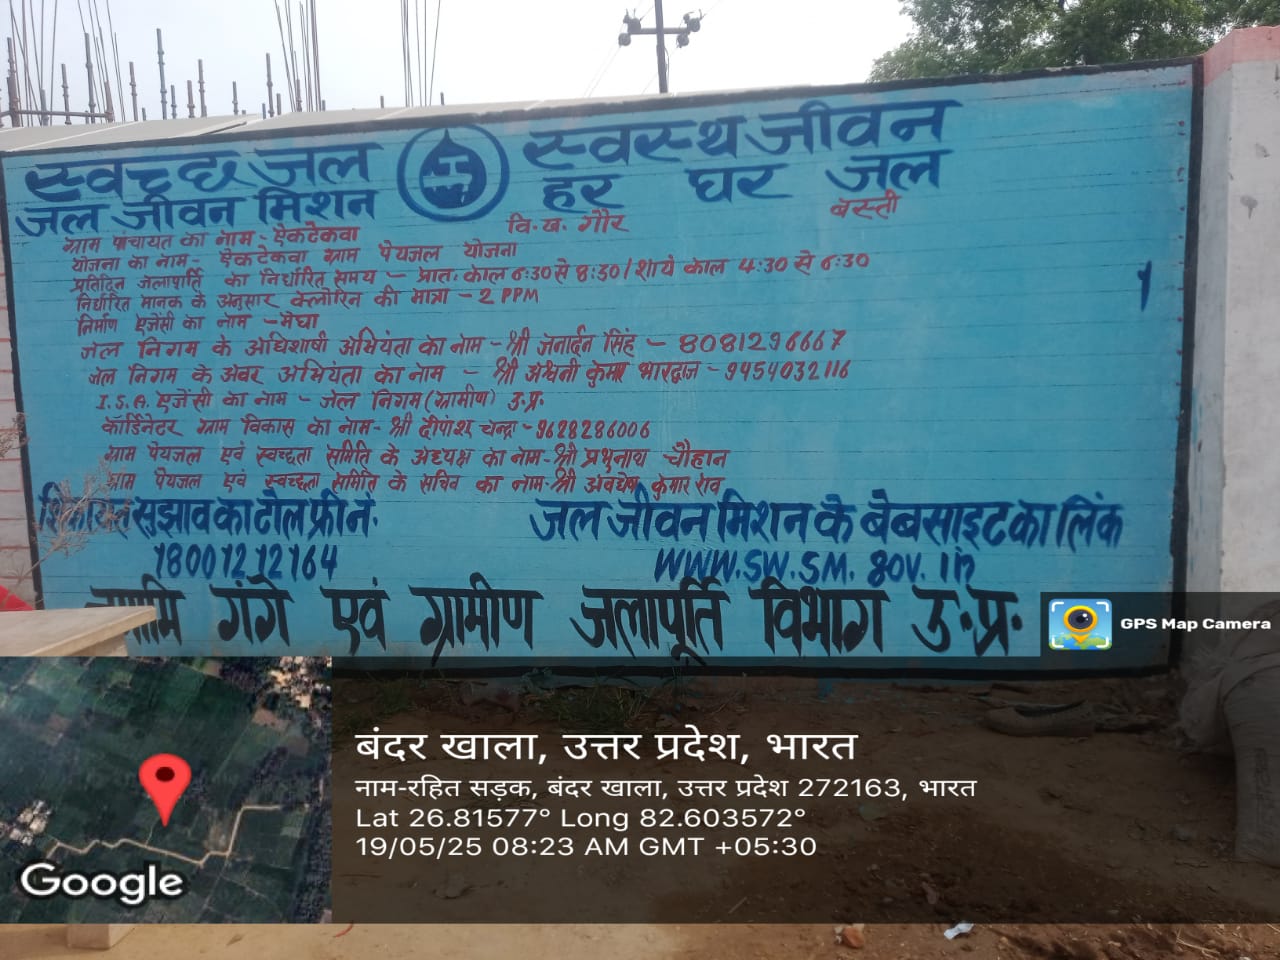 स्वच्छ जल स्वस्थ जीवन
जल जीवन मिशन हर घर जल
ग्राम पंचायत का नाम - ऐकटेकवा वि.ख. गौर बस्ती
योजना का नाम - ऐकटेकवा ग्राम पेयजल योजना
प्रतिदिन जलापूर्ति का निर्धारित समय - प्रातः काल 6:30 से 8:30 / शायं काल 4:30 से 6:30
निर्धारित मानक के अनुसार क्लोरिन की मात्रा - 2 PPM
निर्माण ऐजेंसी का नाम - मेघा
जल निगम के अधिशाषी अभियंता का नाम - श्री जनार्दन सिंह - 8081296667
जल निगम के अवर अभियंता का नाम - श्री अश्वनी कुमार भारद्वाज - 9454032116
I.S.A. ऐजेंसी का नाम - जल निगम (ग्रामीण) उ.प्र.
कॉर्डिनेटर ग्राम विकास का नाम - श्री दीपांश चन्द्रा - 9628286006
ग्राम पेयजल एवं स्वच्छता समिति के अध्यक्ष का नाम - श्री प्रभुनाथ चौहान
ग्राम पेयजल एवं स्वच्छता समिति के सचिव का नाम - श्री अवधेष कुमार राव
शिकायत सुझाव का टोल फ्री नं.
18001212164
जल जीवन मिशन के बेबसाइट का लिंक
WWW.SW.SM.gov.in
नमामि गंगे एवं ग्रामीण जलापूर्ति विभाग उ.प्र.
GPS Map Camera
बंदर खाला, उत्तर प्रदेश, भारत
नाम-रहित सड़क, बंदर खाला, उत्तर प्रदेश 272163, भारत
Lat 26.81577° Long 82.603572°
19/05/25 08:23 AM GMT +05:30
Google